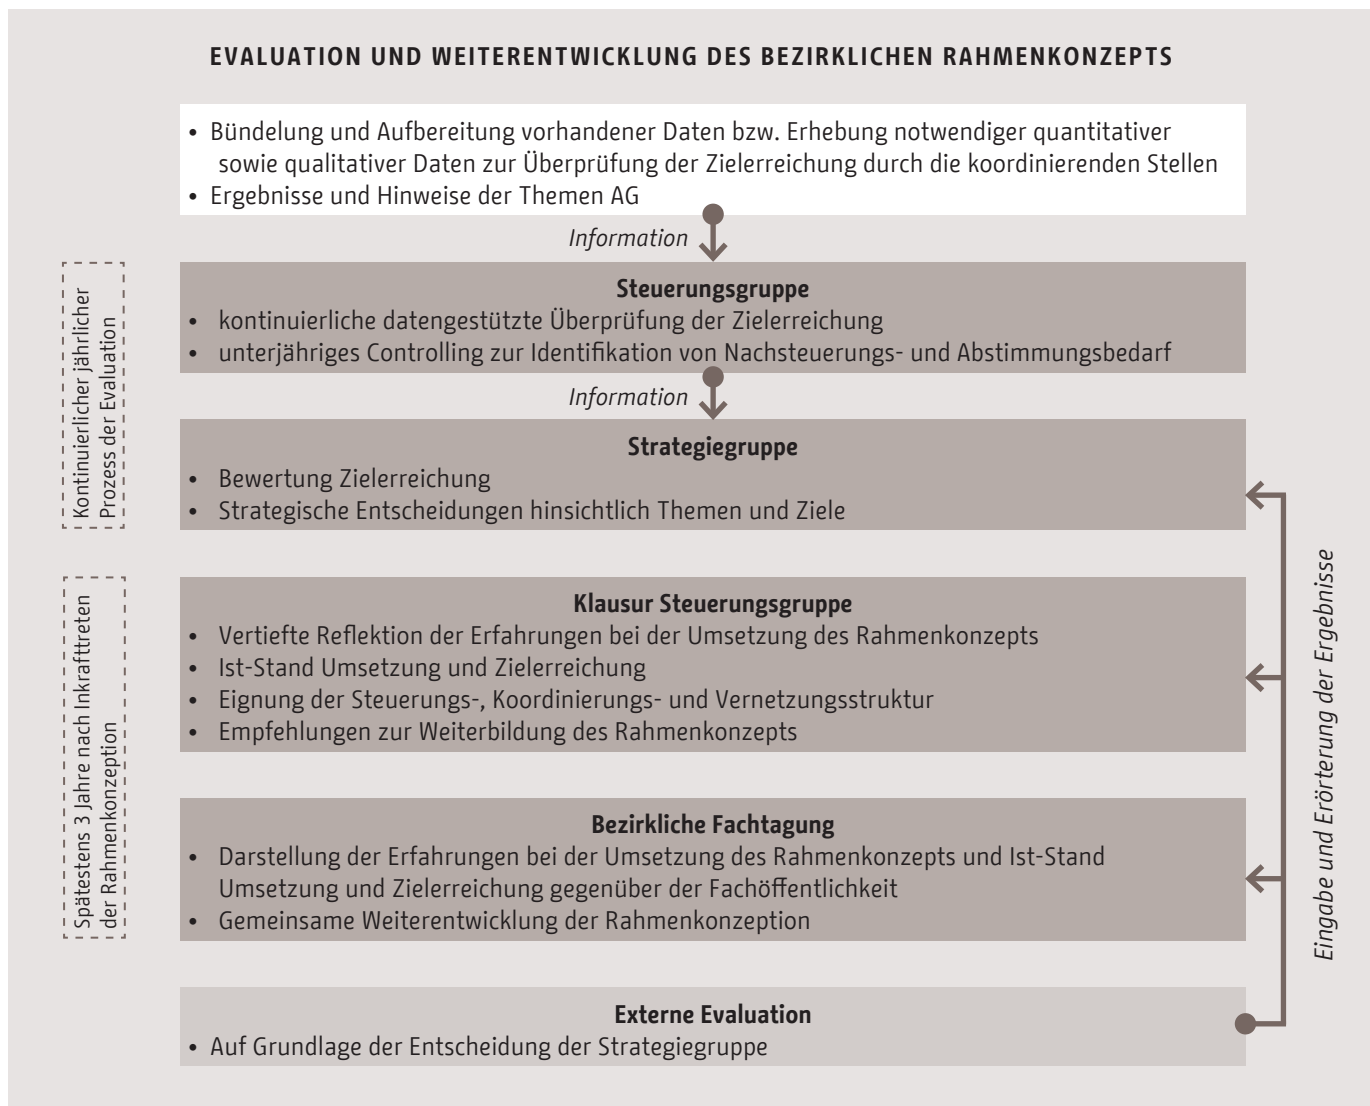 EVALUATION UND WEITERENTWICKLUNG DES BEZIRKLICHEN RAHMENKONZEPTS
• Bündelung und Aufbereitung vorhandener Daten bzw. Erhebung notwendiger quantitativer
sowie qualitativer Daten zur Überprüfung der Zielerreichung durch die koordinierenden Stellen
• Ergebnisse und Hinweise der Themen AG
Information
Kontinuierlicher jährlicher
Prozess der Evaluation
Steuerungsgruppe
• kontinuierliche datengestützte Überprüfung der Zielerreichung
• unterjähriges Controlling zur Identifikation von Nachsteuerungs- und Abstimmungsbedarf
Information
Strategiegruppe
• Bewertung Zielerreichung
• Strategische Entscheidungen hinsichtlich Themen und Ziele
Spätestens 3 Jahre nach Inkrafttreten
der Rahmenkonzeption
Klausur Steuerungsgruppe
• Vertiefte Reflektion der Erfahrungen bei der Umsetzung des Rahmenkonzepts
• Ist-Stand Umsetzung und Zielerreichung
• Eignung der Steuerungs-, Koordinierungs- und Vernetzungsstruktur
• Empfehlungen zur Weiterbildung des Rahmenkonzepts
Bezirkliche Fachtagung
• Darstellung der Erfahrungen bei der Umsetzung des Rahmenkonzepts und Ist-Stand
Umsetzung und Zielerreichung gegenüber der Fachöffentlichkeit
• Gemeinsame Weiterentwicklung der Rahmenkonzeption
Externe Evaluation
• Auf Grundlage der Entscheidung der Strategiegruppe
Eingabe und Erörterung der Ergebnisse